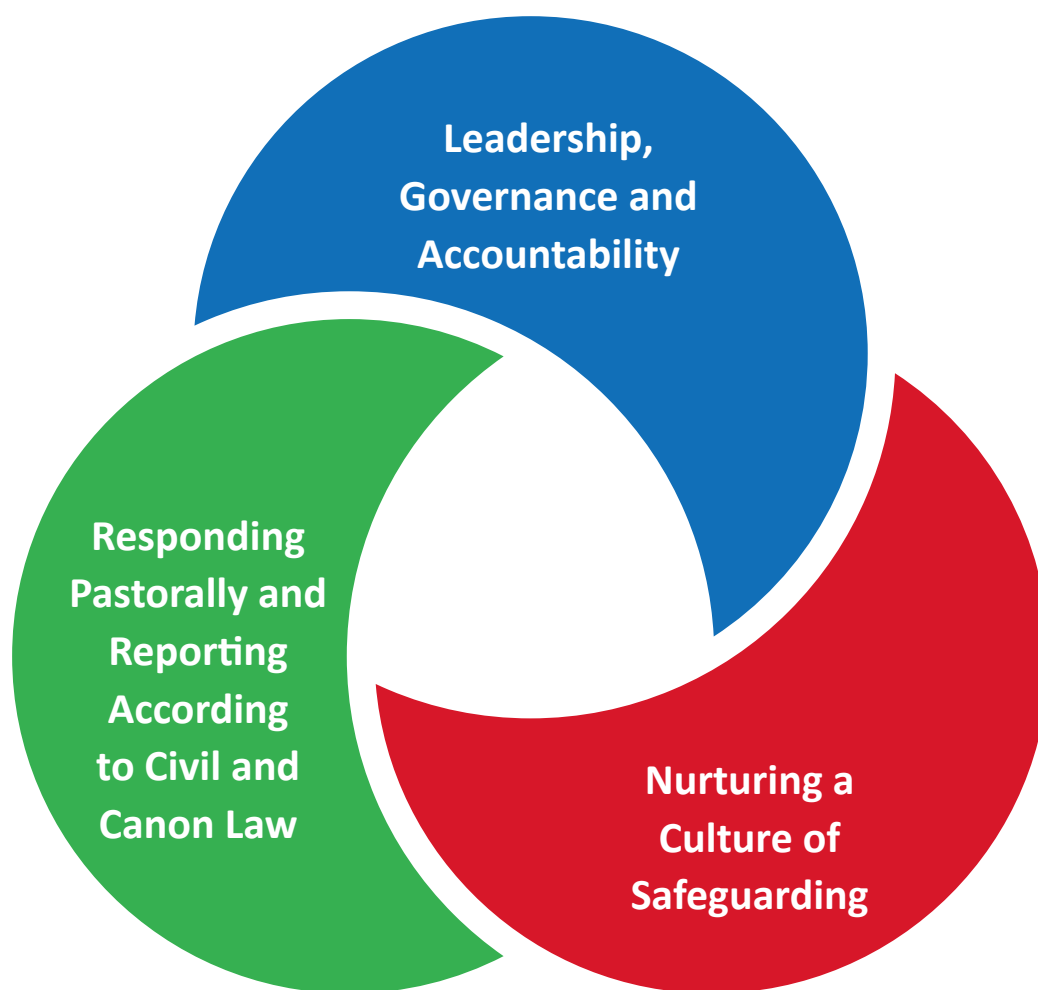 Leadership,
Governance and
Accountability
Responding
Pastorally and
Reporting
According
to Civil and
Canon Law
Nurturing a
Culture of
Safeguarding